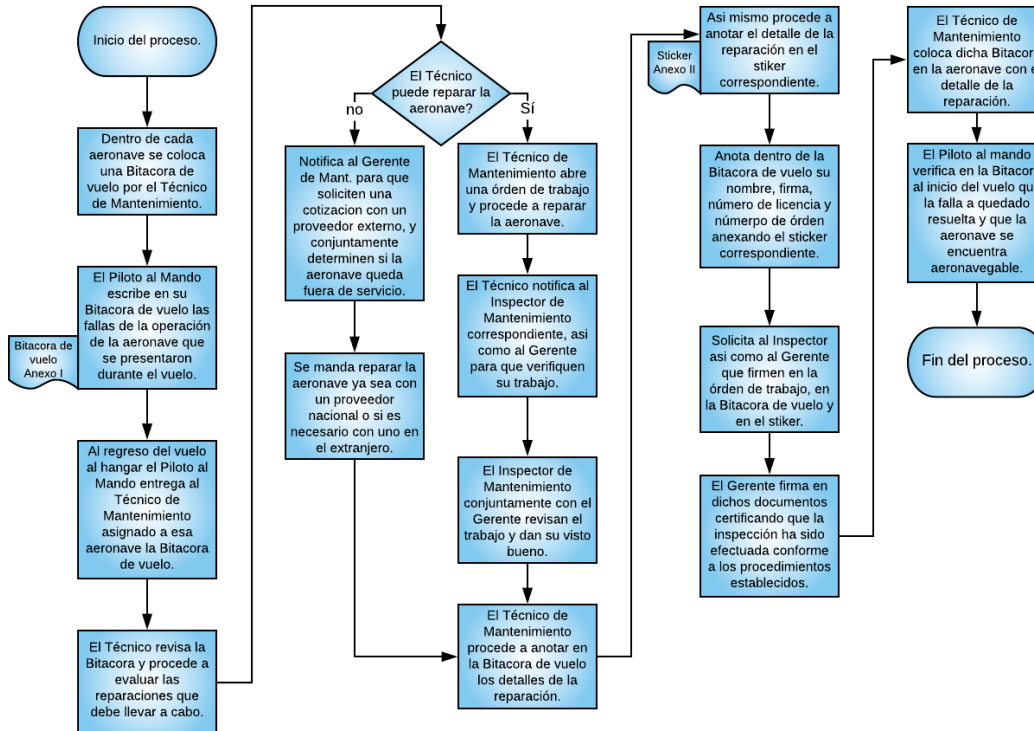 Inicio del proceso.
Dentro de cada
aeronave se coloca
una Bitacora de
vuelo por el Técnico
de Mantenimiento.
El Piloto al Mando
escribe en su
Bitacora de vuelo las
fallas de la operación
de la aeronave que
se presentaron
durante el vuelo.
Bitacora de
vuelo
Anexo I
Al regreso del vuelo
al hangar el Piloto al
Mando entrega al
Técnico de
Mantenimiento
asignado a esa
aeronave la Bitacora
de vuelo.
El Técnico revisa la
Bitacora y procede a
evaluar las
reparaciones que
debe llevar a cabo.
El Técnico
puede reparar la
aeronave?
no
Sí
Notifica al Gerente
de Mant. para que
soliciten una
cotizacion con un
proveedor externo, y
conjuntamente
determinen si la
aeronave queda
fuera de servicio.
Se manda reparar la
aeronave ya sea con
un proveedor
nacional o si es
necesario con uno en
el extranjero.
El Técnico de
Mantenimiento abre
una órden de trabajo
y procede a reparar
la aeronave.
El Técnico notifica al
Inspector de
Mantenimiento
correspondiente, asi
como al Gerente
para que verifiquen
su trabajo.
El Inspector de
Mantenimiento
conjuntamente con el
Gerente revisan el
trabajo y dan su visto
bueno.
El Técnico de
Mantenimiento
procede a anotar en
la Bitacora de vuelo
los detalles de la
reparación.
Asi mismo procede a
anotar el detalle de la
reparación en el
stiker
correspondiente.
Sticker
Anexo II
Anota dentro de la
Bitacora de vuelo su
nombre, firma,
número de licencia y
númerpo de órden
anexando el sticker
correspondiente.
Solicita al Inspector
asi como al Gerente
que firmen en la
órden de trabajo, en
la Bitacora de vuelo y
en el stiker.
El Gerente firma en
dichos documentos
certificando que la
inspección ha sido
efectuada conforme
a los procedimientos
establecidos.
El Técnico de
Mantenimiento
coloca dicha Bitacor
en la aeronave con e
detalle de la
reparación.
El Piloto al mando
verifica en la Bitacor
al inicio del vuelo qu
la falla a quedado
resuelta y que la
aeronave se
encuentra
aeronavegable.
Fin del proceso.